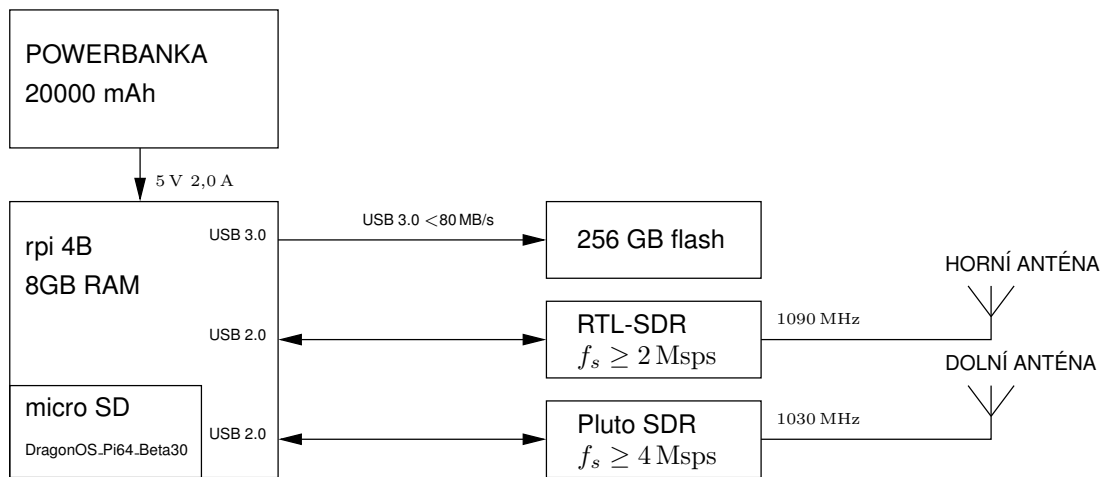 POWERBANKA
20000 mAh
5 V 2,0 A
rpi 4B
8GB RAM
USB 3.0
USB 3.0 <80 MB/s
256 GB flash
USB 2.0
RTL-SDR
f_s ≥ 2 Msps
1090 MHz
HORNÍ ANTÉNA
micro SD
DragonOS_Pi64_Beta30
USB 2.0
Pluto SDR
f_s ≥ 4 Msps
1030 MHz
DOLNÍ ANTÉNA